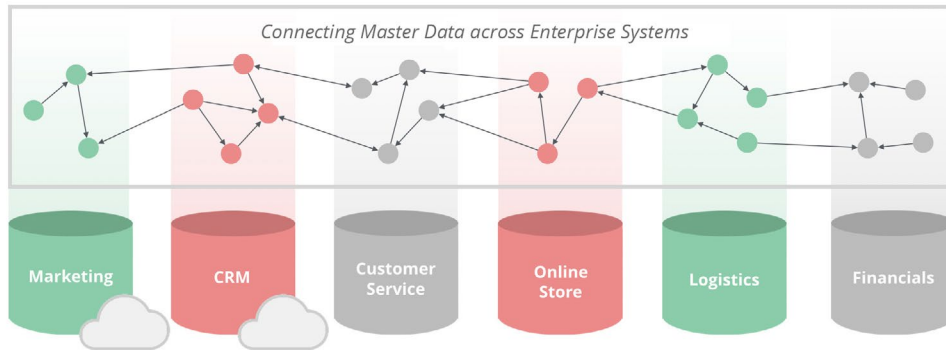 Connecting Master Data across Enterprise Systems
Marketing
CRM
Customer
Service
Online
Store
Logistics
Financials